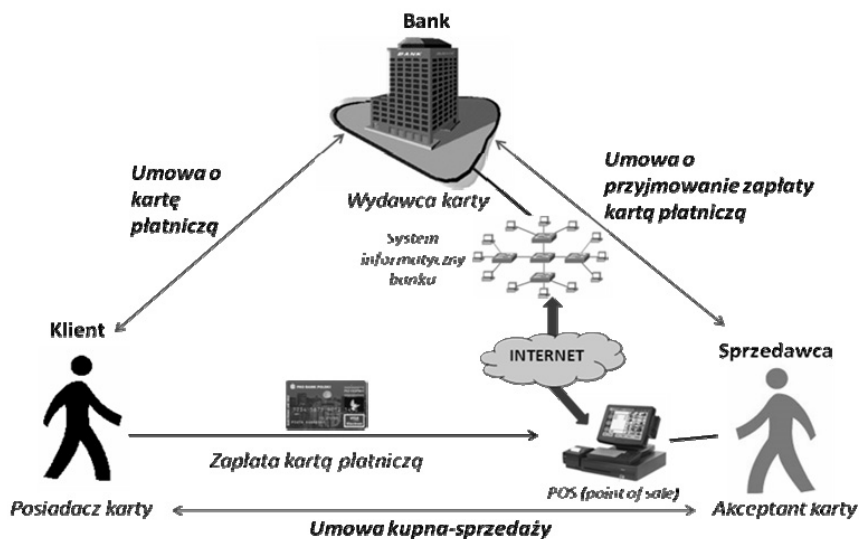 Bank
BANK
Umowa o
kartę
płatniczą
Umowa o
przyjmowanie zapłaty
kartą płatniczą
Wydawca karty
System
informatyczny
banku
Klient
INTERNET
Sprzedawca
Zapłata kartą płatniczą
POS (point of sale)
Posiadacz karty
Akceptant karty
Umowa kupna-sprzedaży